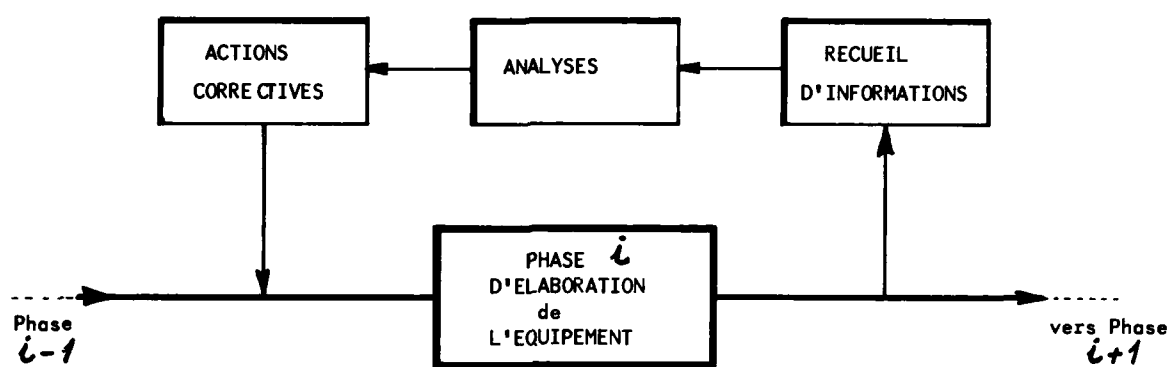 ACTIONS
CORRECTIVES
ANALYSES
RECUEIL
D'INFORMATIONS
PHASE i
D'ELABORATION
de
L'EQUIPEMENT
Phase
i-1
vers Phase
i+1